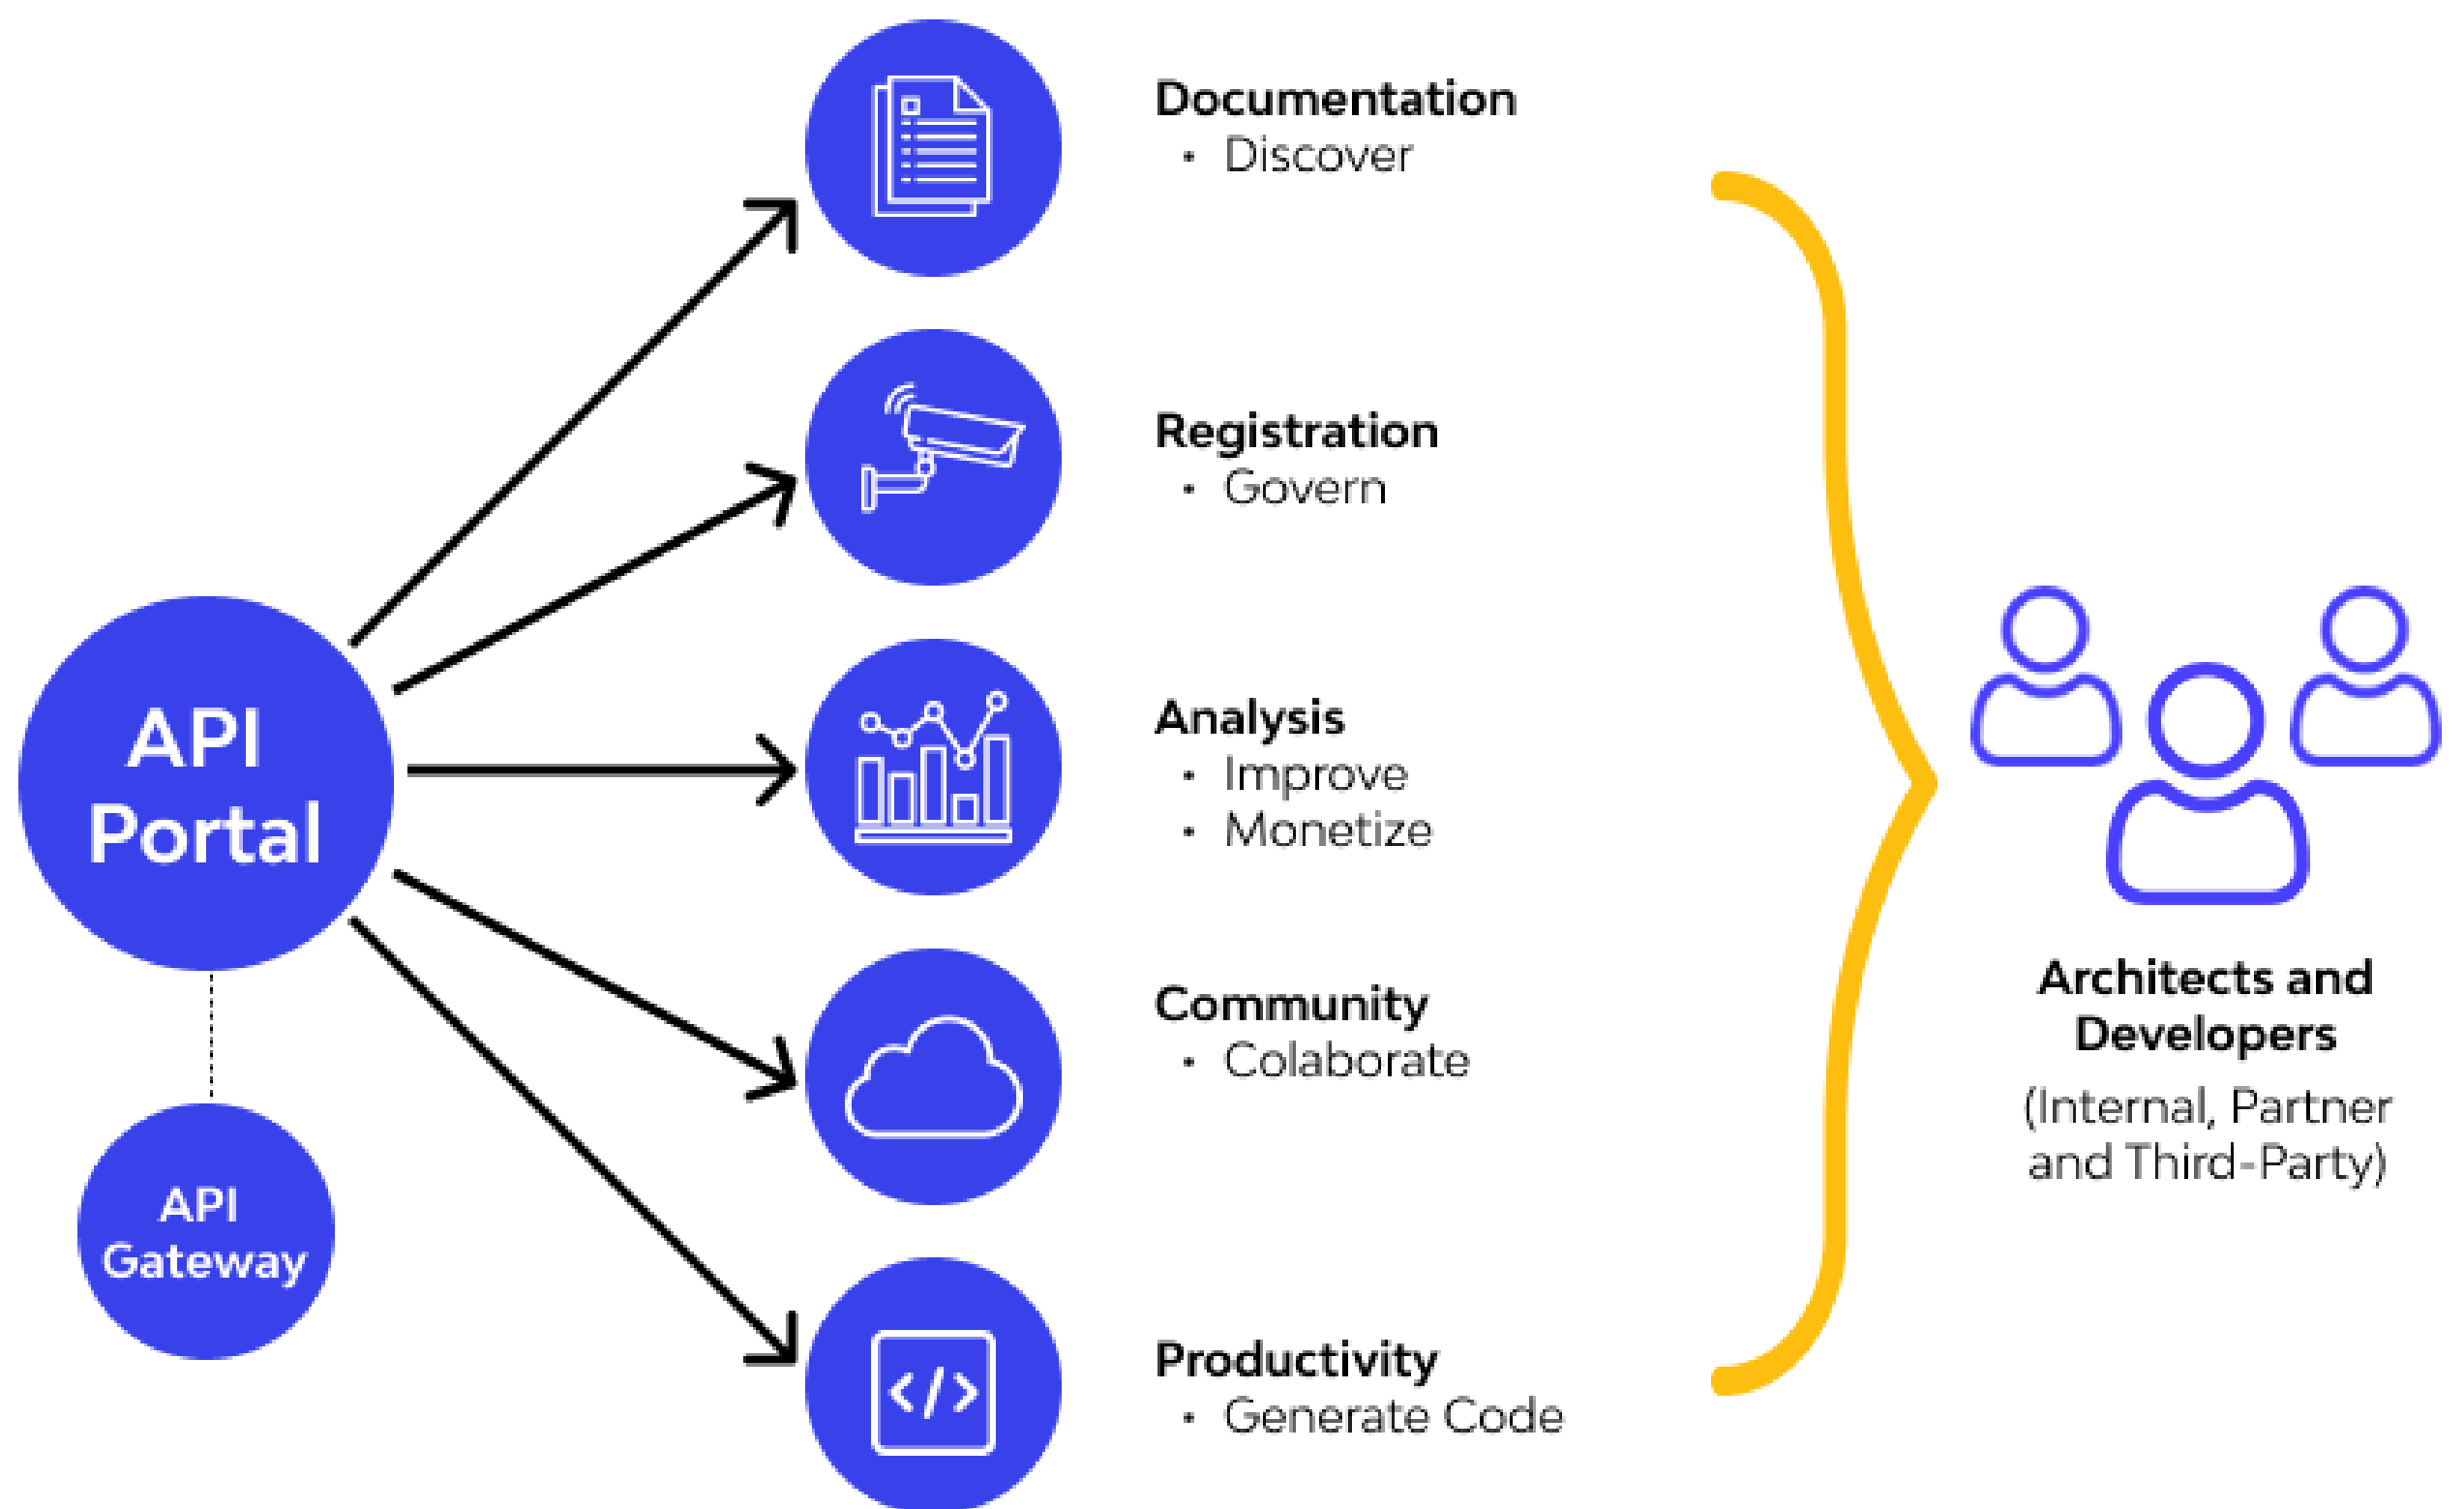 API
Portal
API
Gateway
Documentation
• Discover
Registration
• Govern
Analysis
• Improve
• Monetize
Community
• Colaborate
Productivity
• Generate Code
Architects and
Developers
(Internal, Partner
and Third-Party)